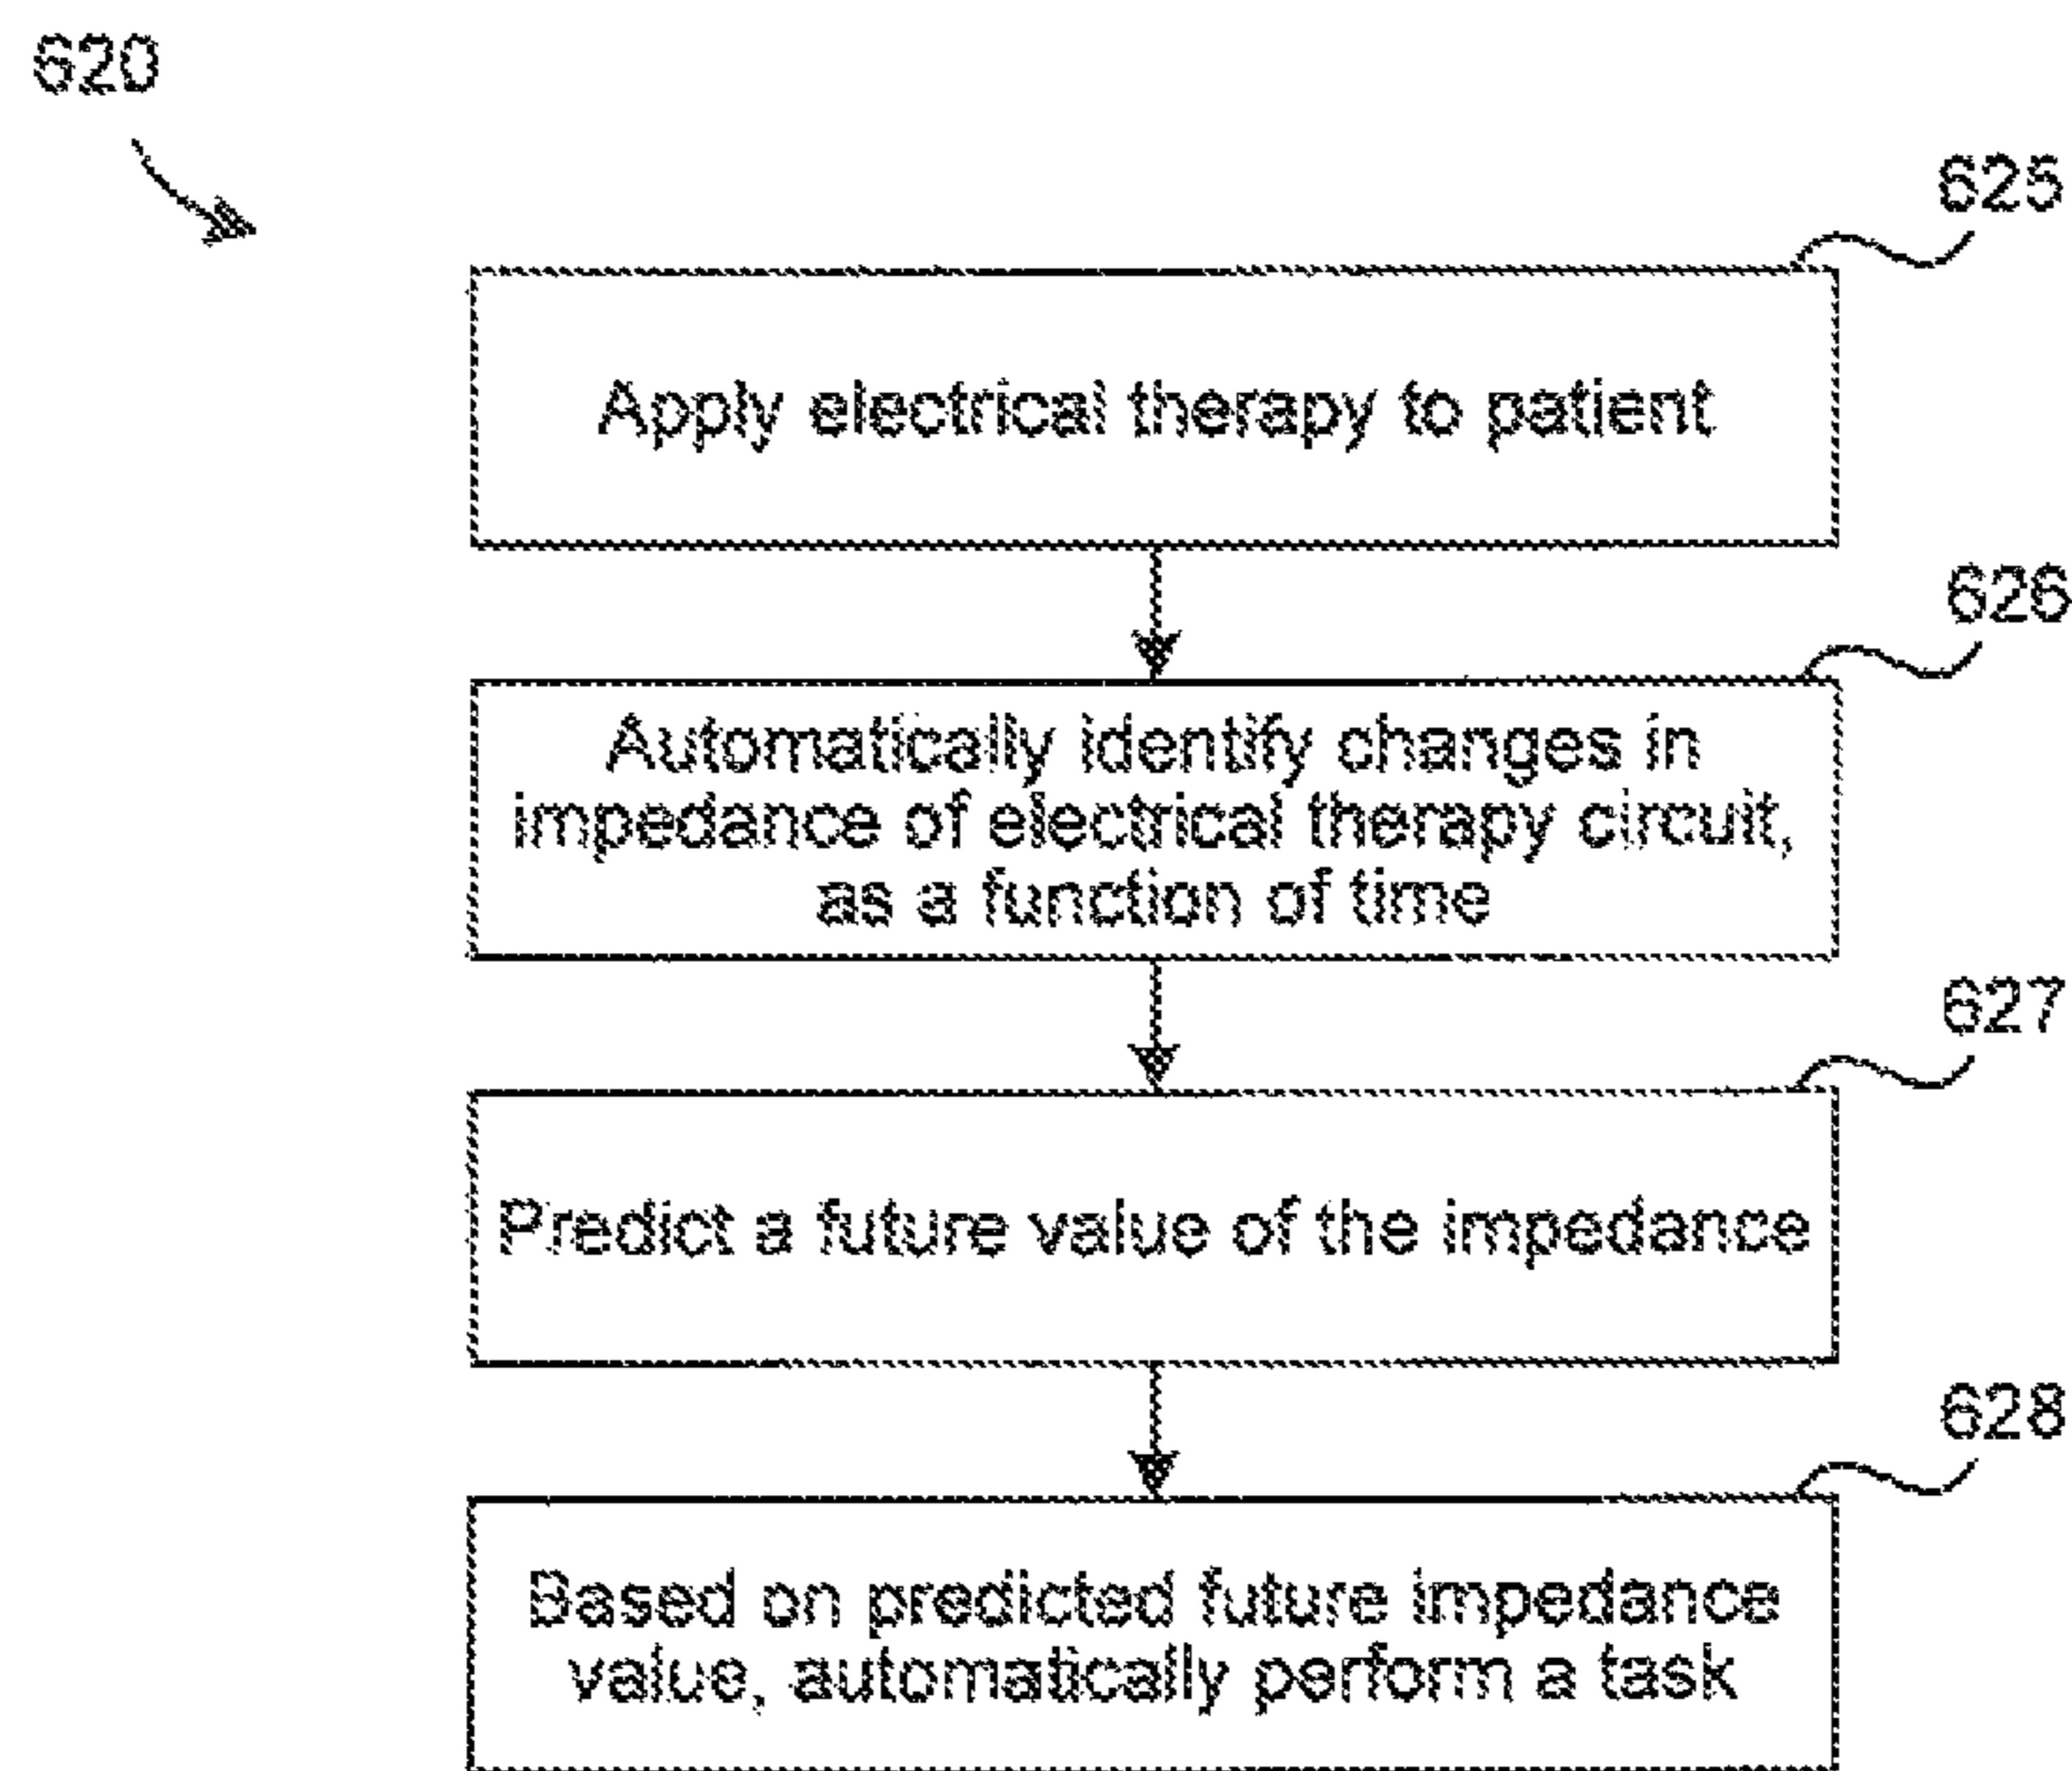 620
625
Apply electrical therapy to patient
626
Automatically identify changes in
impedance of electrical therapy circuit,
as a function of time
627
Predict a future value of the impedance
628
Based on predicted future impedance
value, automatically perform a task